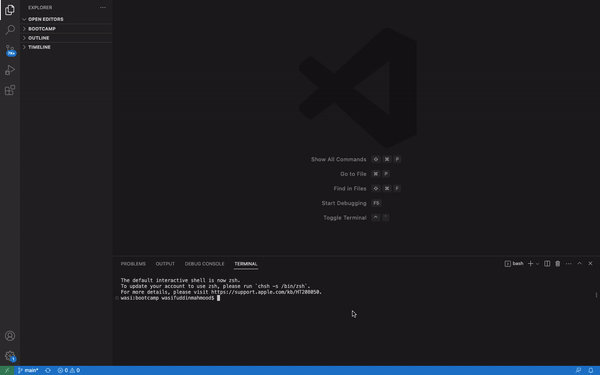 EXPLORER
OPEN EDITORS
BOOTCAMP
OUTLINE
TIMELINE
Show All Commands ⇧ ⌘ P
Go to File ⌘ P
Find in Files ⇧ ⌘ F
Start Debugging F5
Toggle Terminal ⌃ `
PROBLEMS OUTPUT DEBUG CONSOLE TERMINAL
bash
The default interactive shell is now zsh.
To update your account to use zsh, please run `chsh -s /bin/zsh`.
For more details, please visit https://support.apple.com/kb/HT208050.
wasi:bootcamp wasifuddinmahmood$
main* 0 0